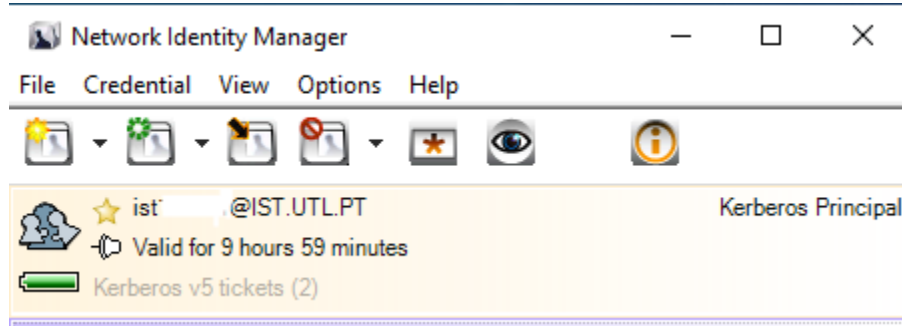 Network Identity Manager
File Credential View Options Help
ist @IST.UTL.PT Kerberos Principal
Valid for 9 hours 59 minutes
Kerberos v5 tickets (2)